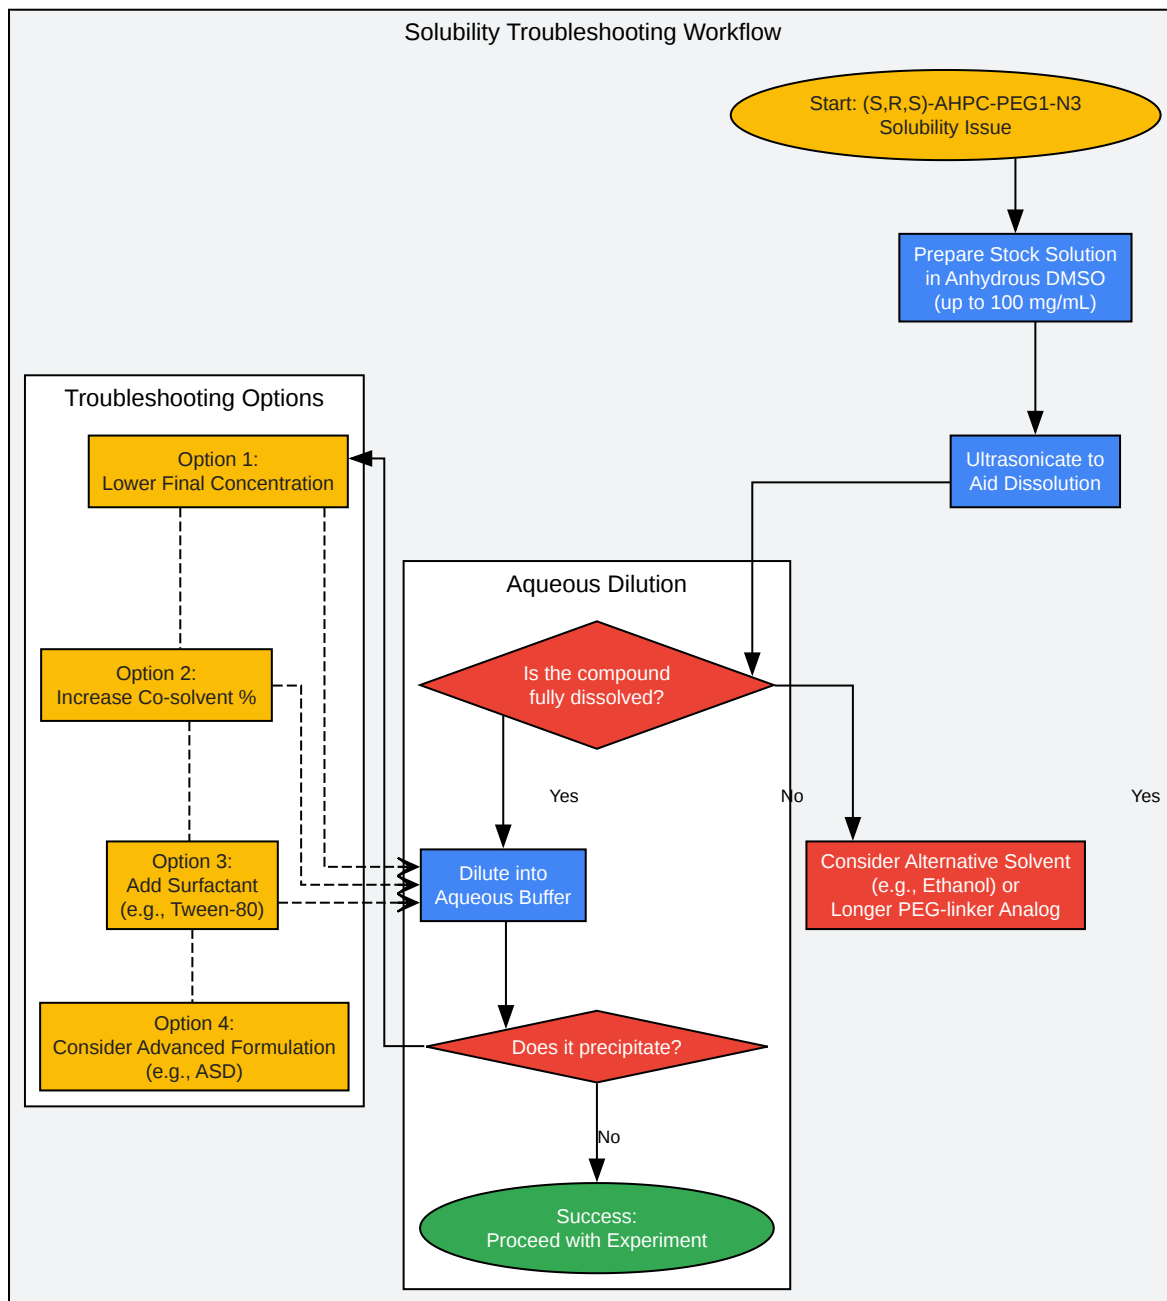 Solubility Troubleshooting Workflow
Start: (S,R,S)-AHPC-PEG1-N3
Solubility Issue
Prepare Stock Solution
in Anhydrous DMSO
(up to 100 mg/mL)
Ultrasonicate to
Aid Dissolution
Troubleshooting Options
Option 1:
Lower Final Concentration
Option 2:
Increase Co-solvent %
Option 3:
Add Surfactant
(e.g., Tween-80)
Option 4:
Consider Advanced Formulation
(e.g., ASD)
Aqueous Dilution
Is the compound
fully dissolved?
Yes
No
Yes
Dilute into
Aqueous Buffer
Consider Alternative Solvent
(e.g., Ethanol) or
Longer PEG-linker Analog
Does it precipitate?
No
Success:
Proceed with Experiment